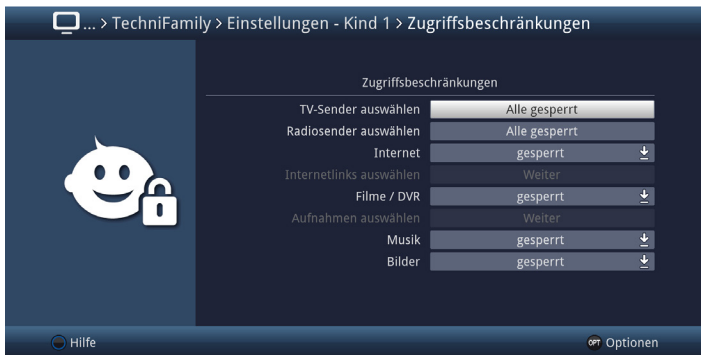 ... > TechniFamily > Einstellungen - Kind 1 > Zugriffsbeschränkungen
Zugriffsbeschränkungen
TV-Sender auswählen Alle gesperrt
Radiosender auswählen Alle gesperrt
Internet gesperrt
Internetlinks auswählen Weiter
Filme / DVR gesperrt
Aufnahmen auswählen Weiter
Musik gesperrt
Bilder gesperrt
Hilfe OPT Optionen